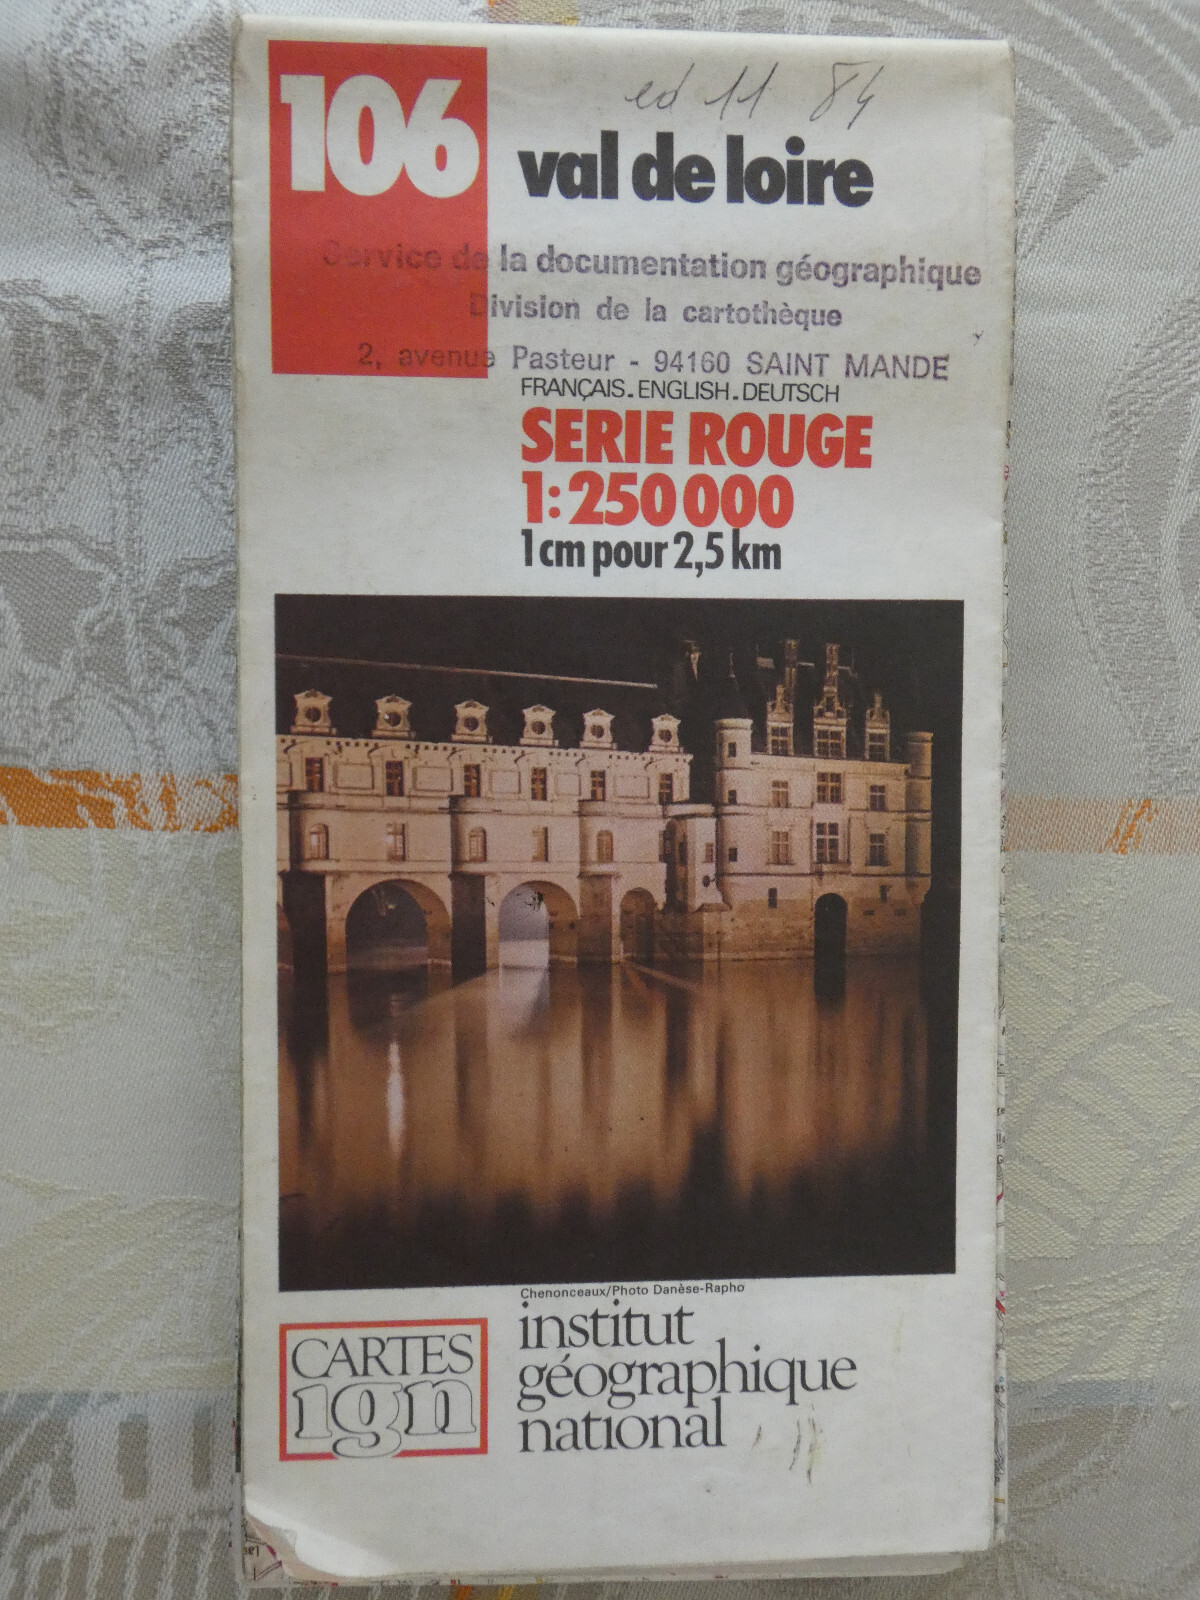 106
ed 11 84
val de loire
Service de la documentation géographique
Division de la cartothèque
2, avenue Pasteur - 94160 SAINT MANDE
FRANÇAIS.ENGLISH.DEUTSCH
SERIE ROUGE
1:250 000
1 cm pour 2,5 km
Chenonceaux/Photo Danèse-Rapho
CARTES
ign
institut
géographique
national